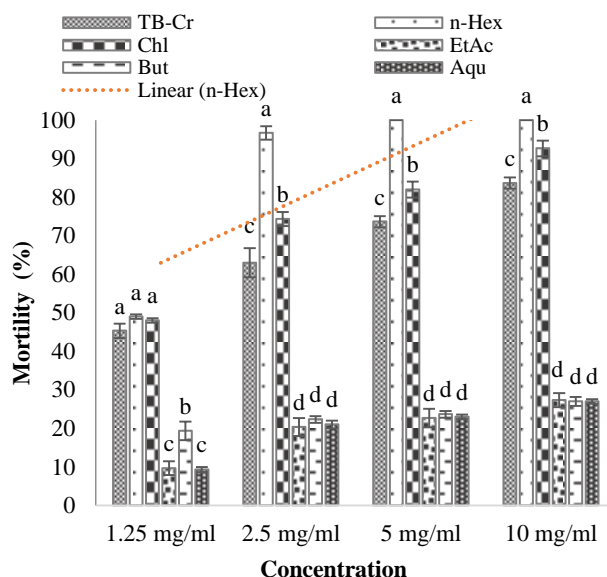 TB-Cr n-Hex
Chl EtAc
But Aqu
Linear (n-Hex)
a a a
100
90 b
c
80 b
c
b
70
c
60
50 a a a
40
30 d d d
d d d
d d d
20 b
c c
10
0
Mortility (%)
1.25 mg/ml 2.5 mg/ml 5 mg/ml 10 mg/ml
Concentration